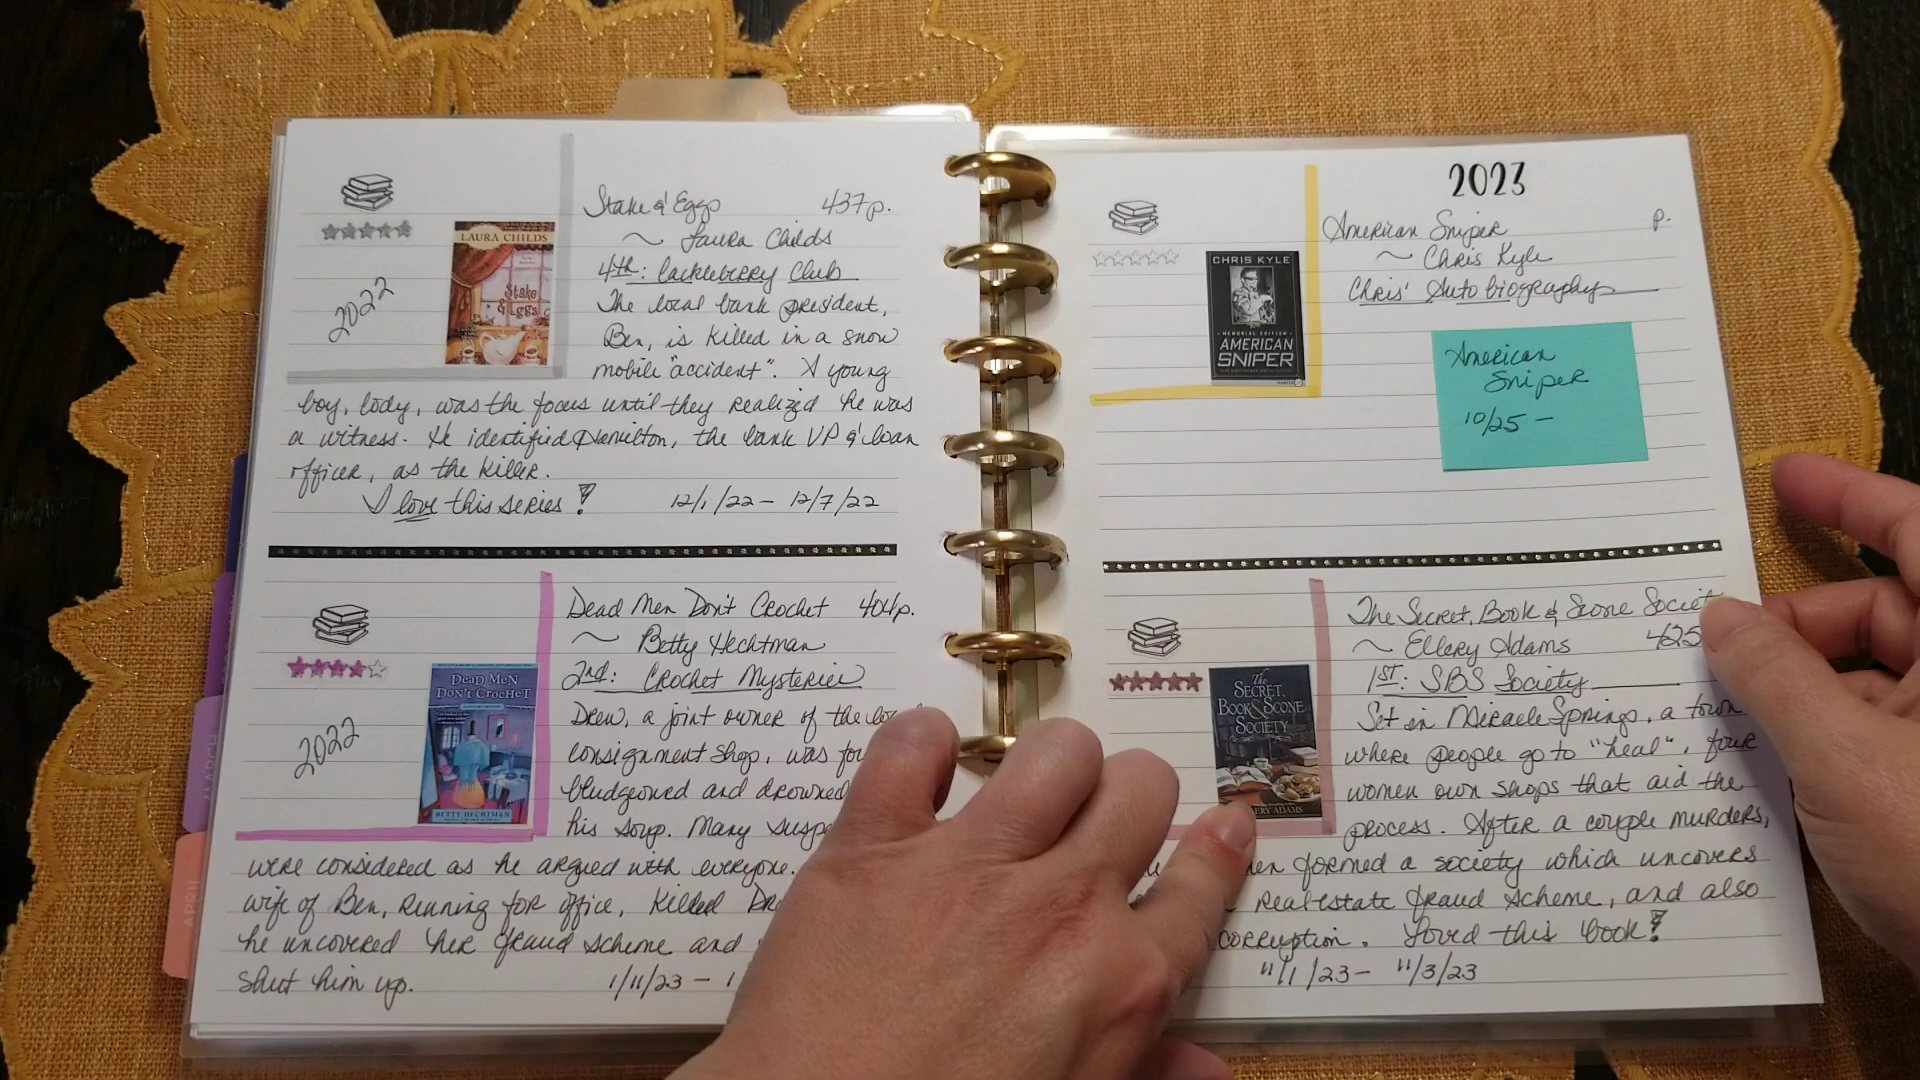 Stake & Eggs 437p.
~ Laura Childs
4th: Cackleberry Club
The local bank president,
Ben, is killed in a snow
mobile "accident". A young
boy, Cody, was the focus until they realized he was
a witness. He identified Hamilton, the bank VP & loan
officer, as the killer.
I love this series! 12/1/22 - 12/7/22
2022
LAURA CHILDS
Stake
& Eggs
Dead Men Don't Crochet 404p.
~ Betty Hechtman
2nd: Crochet Mysteries
Drew, a joint owner of the
consignment shop, was
bludgeoned and drowned
his soup. Many
were considered as he argued with everyone.
wife of Ben, running for office, killed
he uncovered her fraud scheme and
shut him up. 1/11/23 - 1
2022
DEAD MEN
DON'T CROCHET
BETTY HECHTMAN
MARCH
APRIL
2023
American Sniper p.
~ Chris Kyle
Chris' Autobiography
CHRIS KYLE
MEMORIAL EDITION
AMERICAN
SNIPER
American
Sniper
10/25 -
The Secret, Book & Scone Societ
~ Ellery Adams 425
1st: SBS Society
Set in Miracle Springs, a town
where people go to "heal", four
women own shops that aid the
process. After a couple murders,
formed a society which uncovers
real estate fraud scheme, and also
corruption. Loved this book!
11/1/23 - 11/3/23
The
SECRET,
BOOK & SCONE
SOCIETY
ERY ADAMS